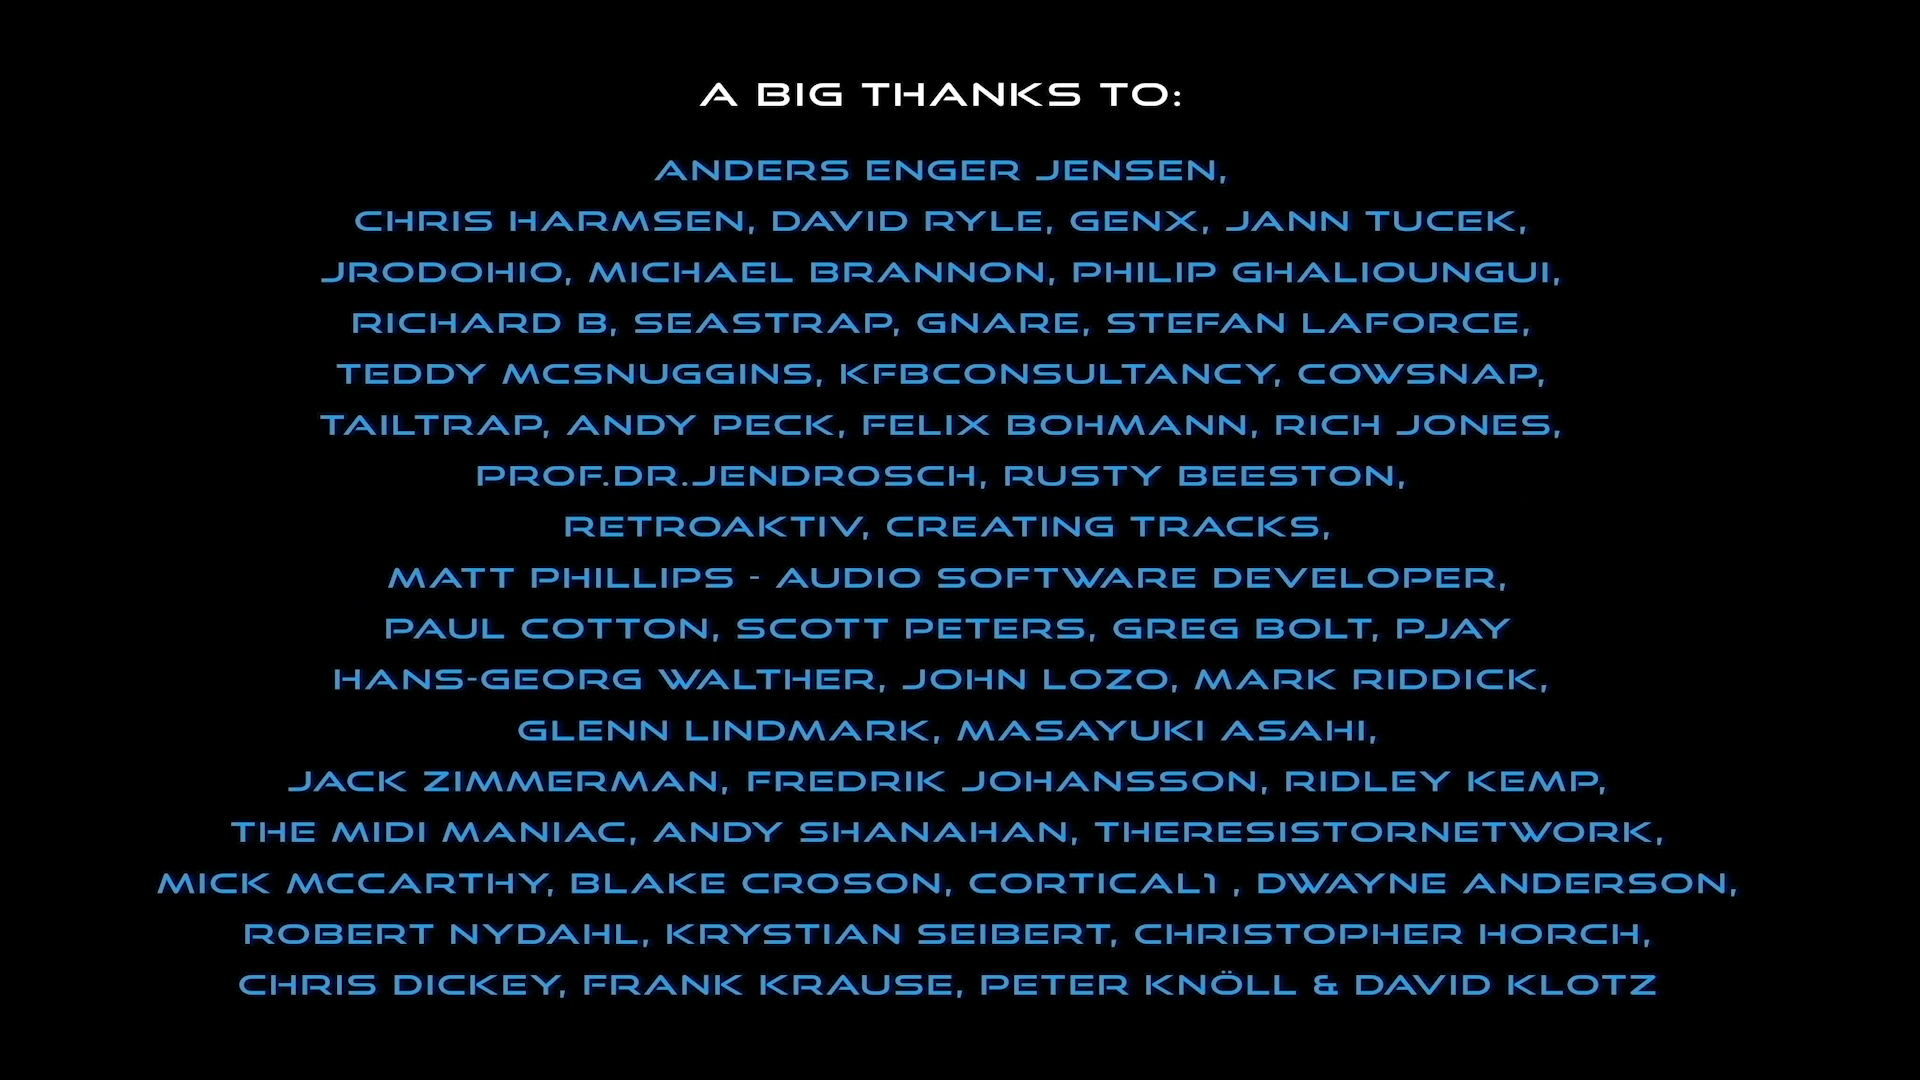 A BIG THANKS TO:
ANDERS ENGER JENSEN,
CHRIS HARMSEN, DAVID RYLE, GENX, JANN TUCEK,
JRODOHIO, MICHAEL BRANNON, PHILIP GHALIOUNGUI,
RICHARD B, SEASTRAP, GNARE, STEFAN LAFORCE,
TEDDY MCSNUGGINS, KFBCONSULTANCY, COWSNAP,
TAILTRAP, ANDY PECK, FELIX BOHMANN, RICH JONES,
PROF.DR.JENDROSCH, RUSTY BEESTON,
RETROAKTIV, CREATING TRACKS,
MATT PHILLIPS - AUDIO SOFTWARE DEVELOPER,
PAUL COTTON, SCOTT PETERS, GREG BOLT, PJAY
HANS-GEORG WALTHER, JOHN LOZO, MARK RIDDICK,
GLENN LINDMARK, MASAYUKI ASAHI,
JACK ZIMMERMAN, FREDRIK JOHANSSON, RIDLEY KEMP,
THE MIDI MANIAC, ANDY SHANAHAN, THERESISTORNETWORK,
MICK MCCARTHY, BLAKE CROSON, CORTICAL1 , DWAYNE ANDERSON,
ROBERT NYDAHL, KRYSTIAN SEIBERT, CHRISTOPHER HORCH,
CHRIS DICKEY, FRANK KRAUSE, PETER KNÖLL & DAVID KLOTZ